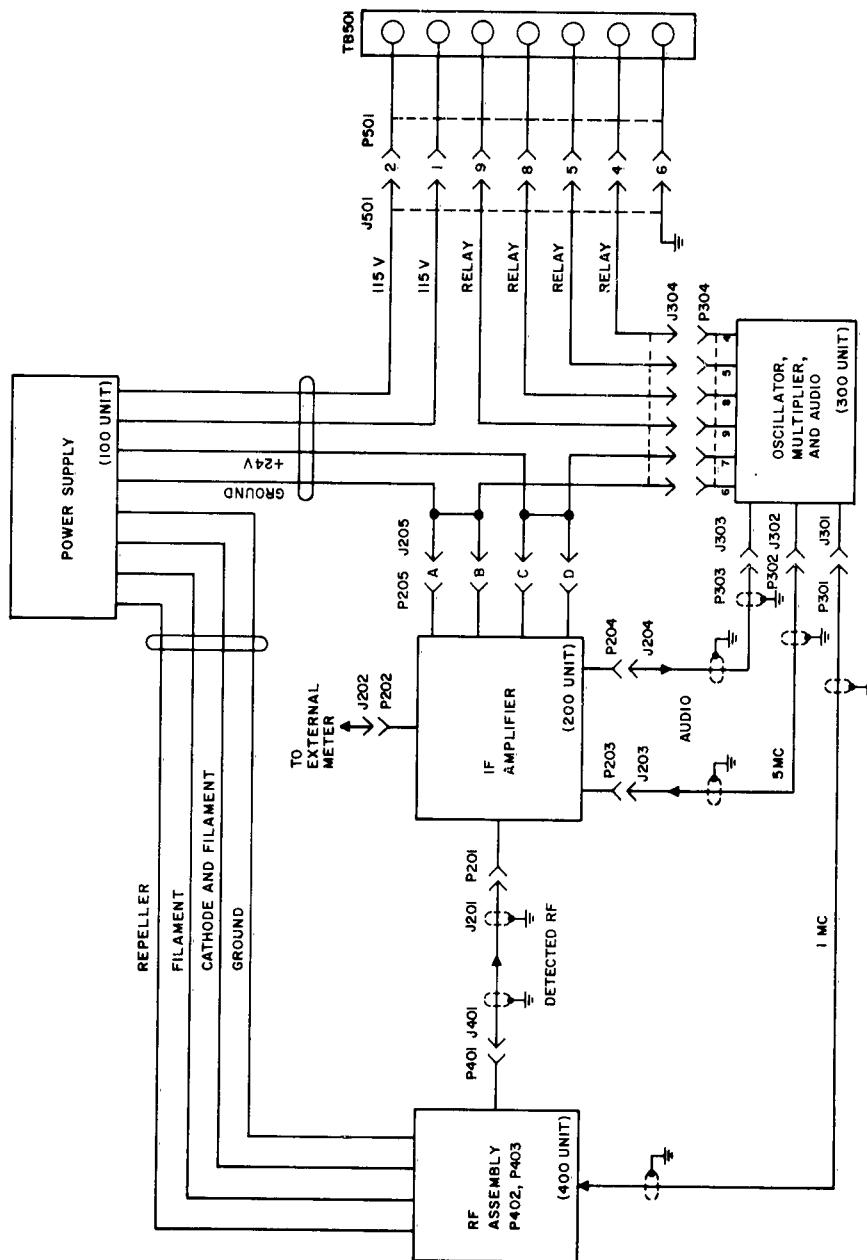 TB501
P501
J501
2
1
9
8
5
4
6
115 V
115 V
RELAY
RELAY
RELAY
RELAY
J304
P304
4
5
8
9
7
6
OSCILLATOR,
MULTIPLIER,
AND AUDIO
(300 UNIT)
POWER SUPPLY
(100 UNIT)
+24V
GROUND
P205
J205
A
B
C
D
J303
P303
J302
P302
J301
P301
TO
EXTERNAL
METER
J202
P202
IF
AMPLIFIER
(200 UNIT)
P204
J204
AUDIO
P203
J203
5MC
1 MC
REPELLER
FILAMENT
CATHODE AND FILAMENT
GROUND
P201
J201
DETECTED RF
J401
P401
RF
ASSEMBLY
P402, P403
(400 UNIT)